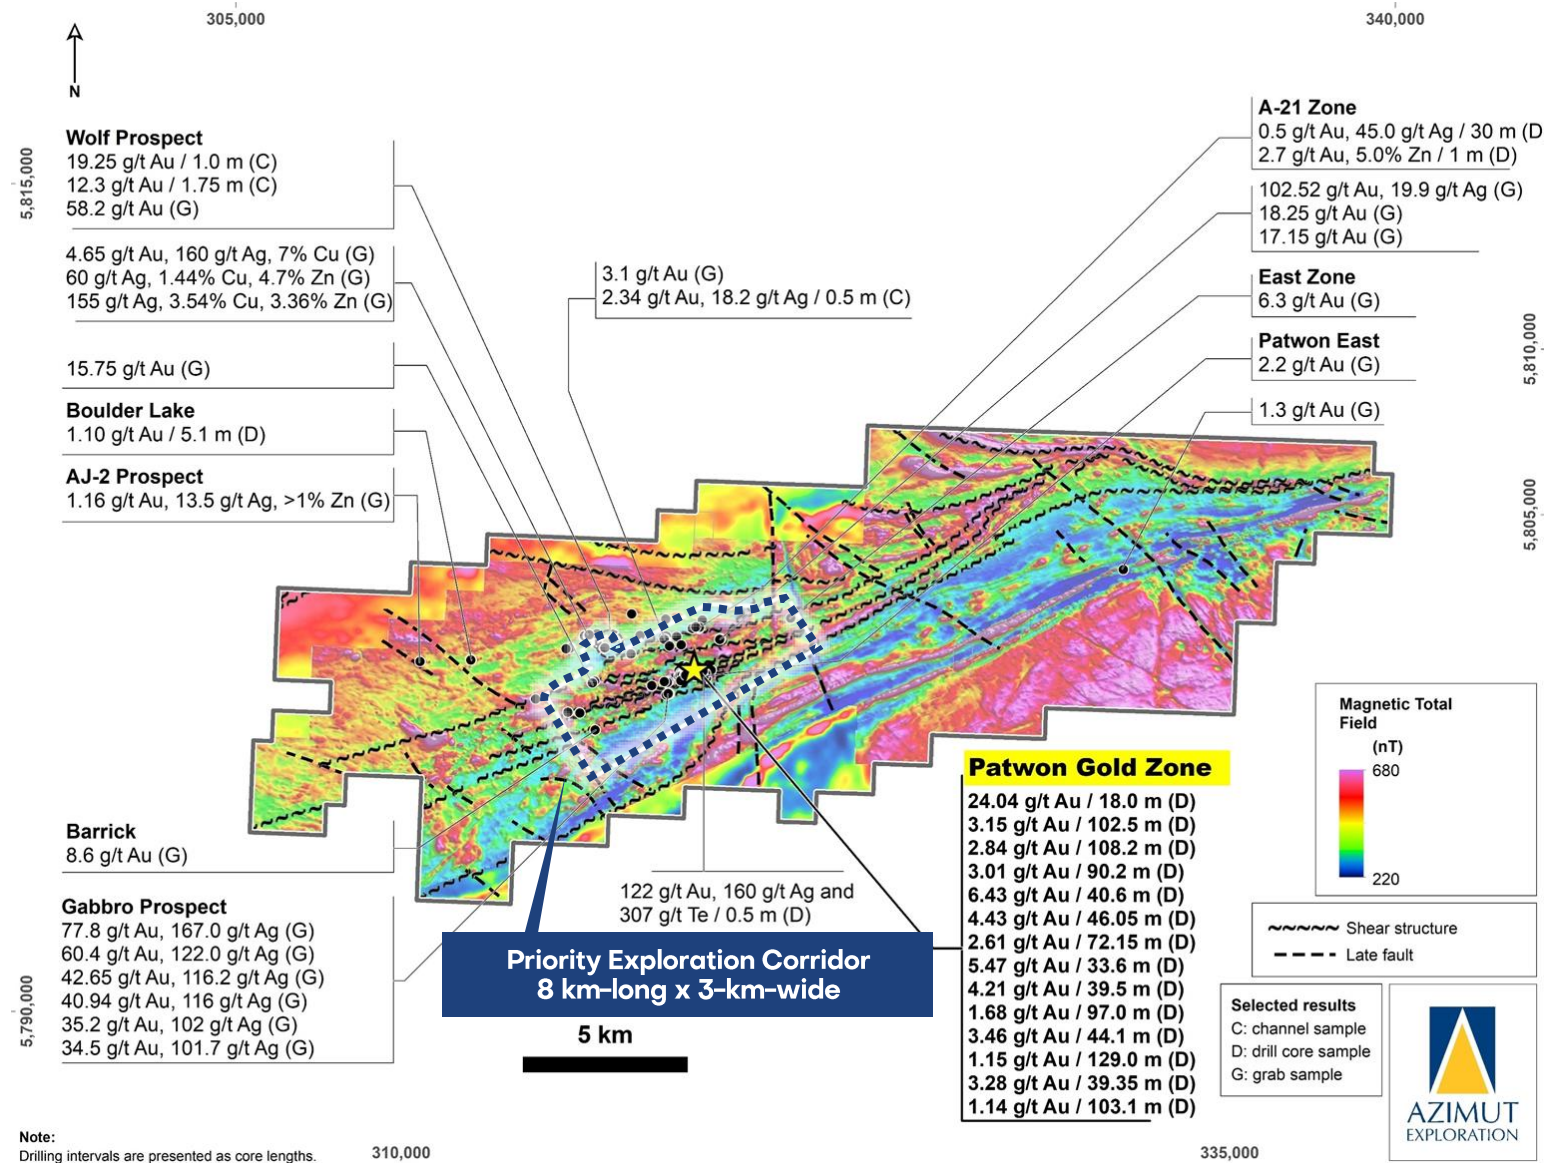 305,000
340,000
N
5,815,000
5,810,000
5,805,000
5,790,000
Wolf Prospect
19.25 g/t Au / 1.0 m (C)
12.3 g/t Au / 1.75 m (C)
58.2 g/t Au (G)
4.65 g/t Au, 160 g/t Ag, 7% Cu (G)
60 g/t Ag, 1.44% Cu, 4.7% Zn (G)
155 g/t Ag, 3.54% Cu, 3.36% Zn (G)
15.75 g/t Au (G)
Boulder Lake
1.10 g/t Au / 5.1 m (D)
AJ-2 Prospect
1.16 g/t Au, 13.5 g/t Ag, >1% Zn (G)
3.1 g/t Au (G)
2.34 g/t Au, 18.2 g/t Ag / 0.5 m (C)
A-21 Zone
0.5 g/t Au, 45.0 g/t Ag / 30 m (D
2.7 g/t Au, 5.0% Zn / 1 m (D)
102.52 g/t Au, 19.9 g/t Ag (G)
18.25 g/t Au (G)
17.15 g/t Au (G)
East Zone
6.3 g/t Au (G)
Patwon East
2.2 g/t Au (G)
1.3 g/t Au (G)
Barrick
8.6 g/t Au (G)
Gabbro Prospect
77.8 g/t Au, 167.0 g/t Ag (G)
60.4 g/t Au, 122.0 g/t Ag (G)
42.65 g/t Au, 116.2 g/t Ag (G)
40.94 g/t Au, 116 g/t Ag (G)
35.2 g/t Au, 102 g/t Ag (G)
34.5 g/t Au, 101.7 g/t Ag (G)
122 g/t Au, 160 g/t Ag and
307 g/t Te / 0.5 m (D)
Priority Exploration Corridor
8 km-long x 3-km-wide
5 km
Patwon Gold Zone
24.04 g/t Au / 18.0 m (D)
3.15 g/t Au / 102.5 m (D)
2.84 g/t Au / 108.2 m (D)
3.01 g/t Au / 90.2 m (D)
6.43 g/t Au / 40.6 m (D)
4.43 g/t Au / 46.05 m (D)
2.61 g/t Au / 72.15 m (D)
5.47 g/t Au / 33.6 m (D)
4.21 g/t Au / 39.5 m (D)
1.68 g/t Au / 97.0 m (D)
3.46 g/t Au / 44.1 m (D)
1.15 g/t Au / 129.0 m (D)
3.28 g/t Au / 39.35 m (D)
1.14 g/t Au / 103.1 m (D)
Magnetic Total
Field
(nT)
680
220
Shear structure
Late fault
Selected results
C: channel sample
D: drill core sample
G: grab sample
AZIMUT
EXPLORATION
Note:
Drilling intervals are presented as core lengths.
310,000
335,000